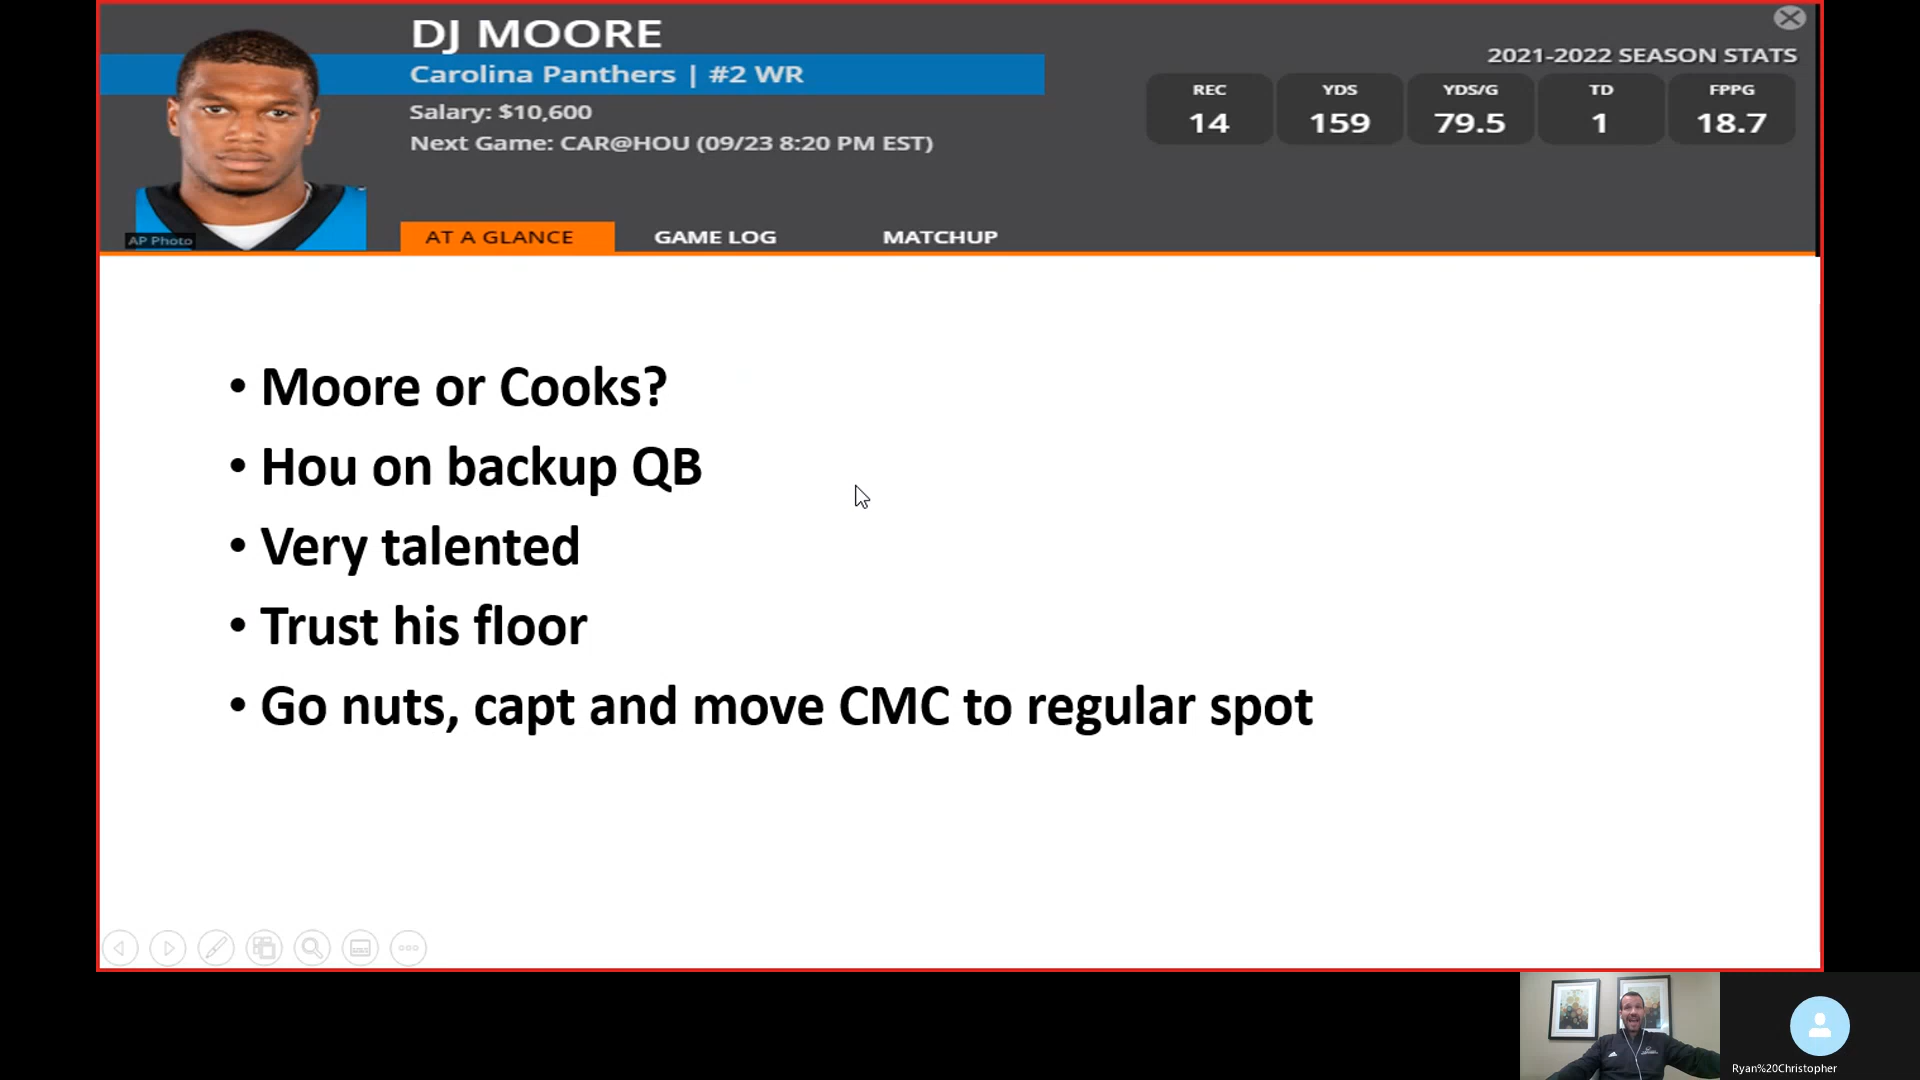 DJ MOORE
Carolina Panthers | #2 WR
Salary: $10,600
Next Game: CAR@HOU (09/23 8:20 PM EST)
2021-2022 SEASON STATS
REC YDS YDS/G TD FPPG
14 159 79.5 1 18.7
AP Photo
AT A GLANCE GAME LOG MATCHUP
• Moore or Cooks?
• Hou on backup QB
• Very talented
• Trust his floor
• Go nuts, capt and move CMC to regular spot
Ryan%20Christopher